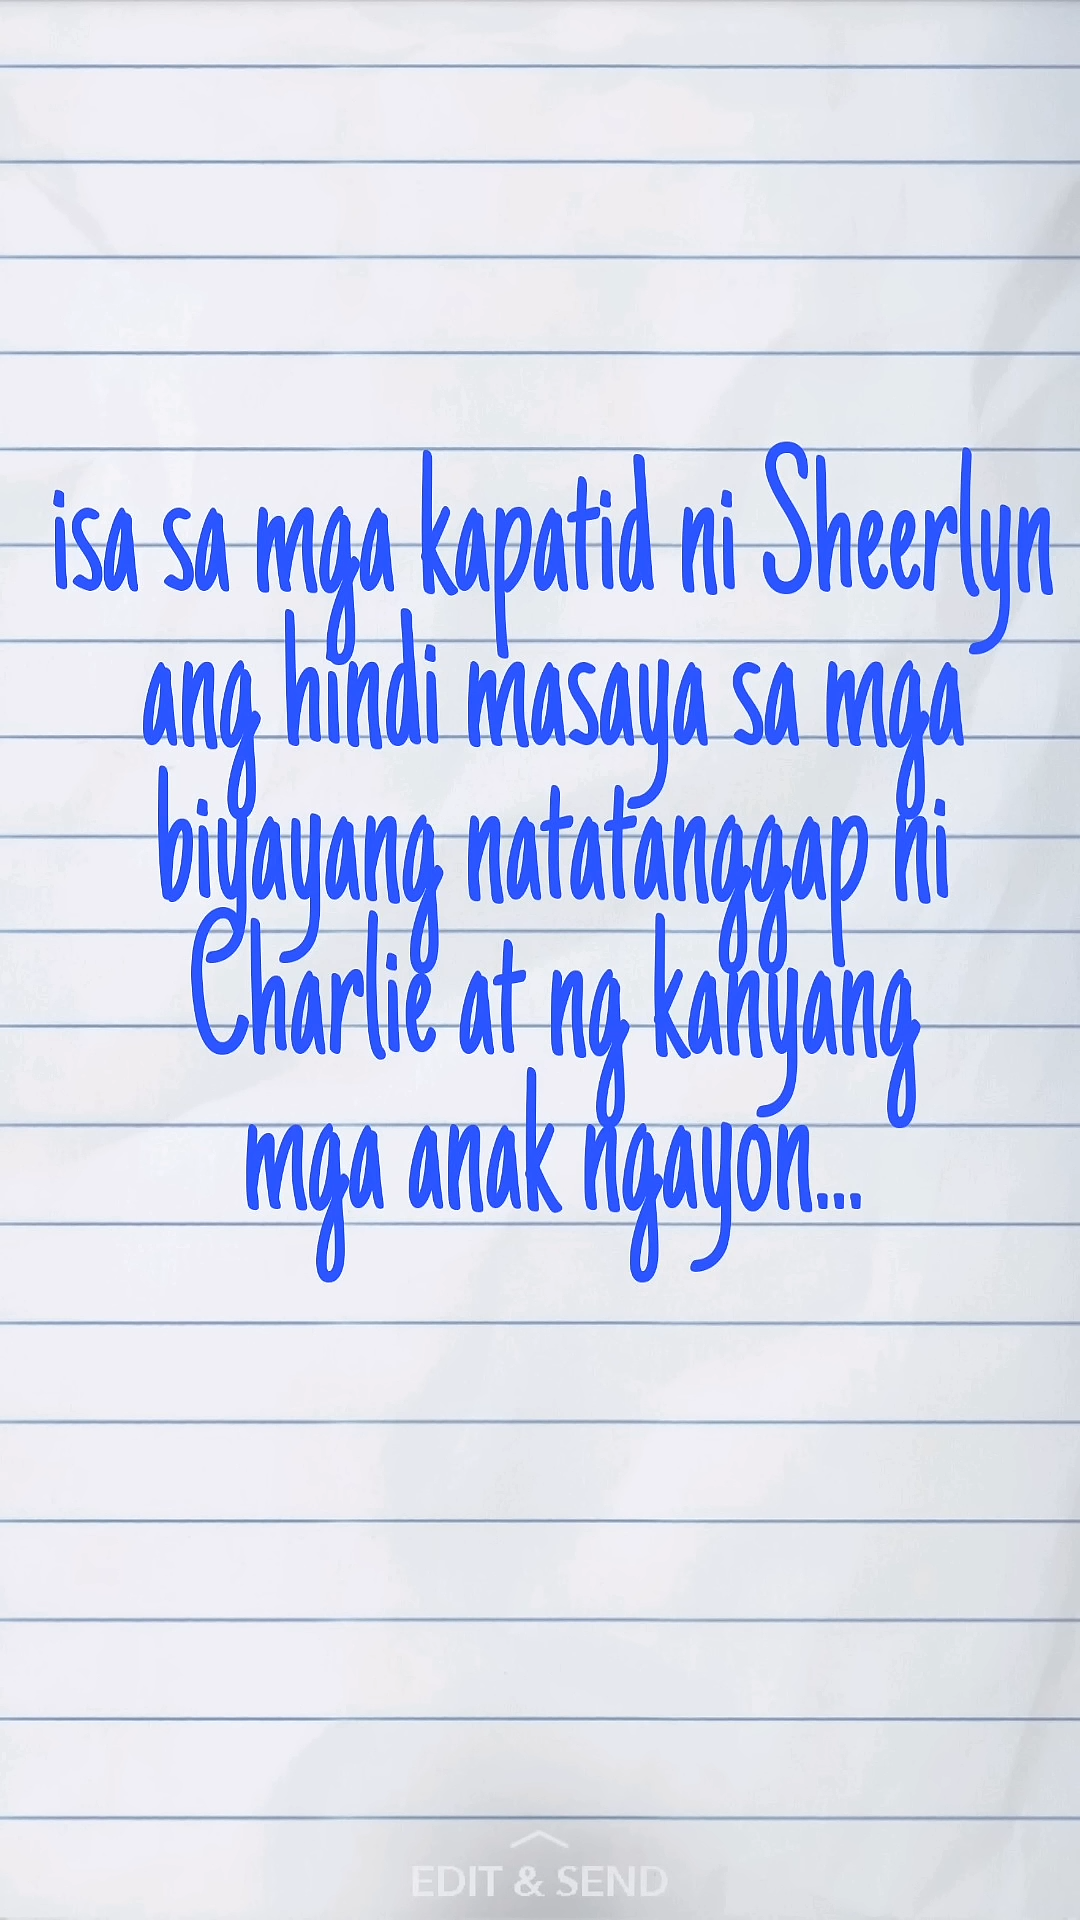 isa sa mga kapatid ni Sheerlyn
ang hindi masaya sa mga
biyayang natatanggap ni
Charlie at ng kanyang
mga anak ngayon...
EDIT & SEND